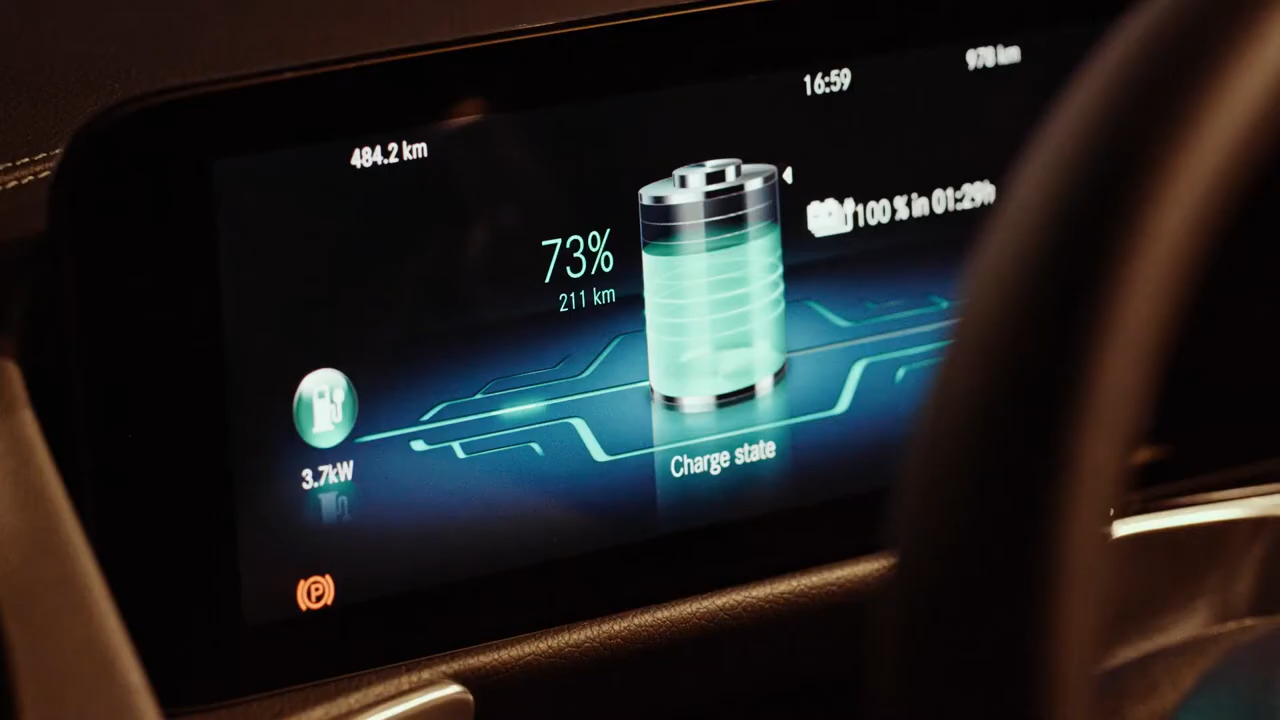 16:59
978 km
484.2 km
100 % in 01:29h
73%
211 km
Charge state
3.7kW
P